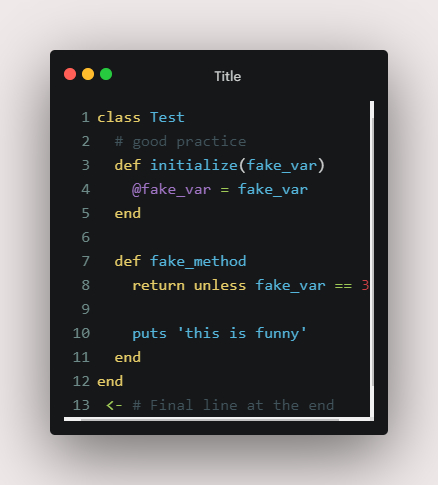 Title
1 class Test
2   # good practice
3   def initialize(fake_var)
4     @fake_var = fake_var
5   end
6
7   def fake_method
8     return unless fake_var == 3
9
10     puts 'this is funny'
11   end
12 end
13  <- # Final line at the end